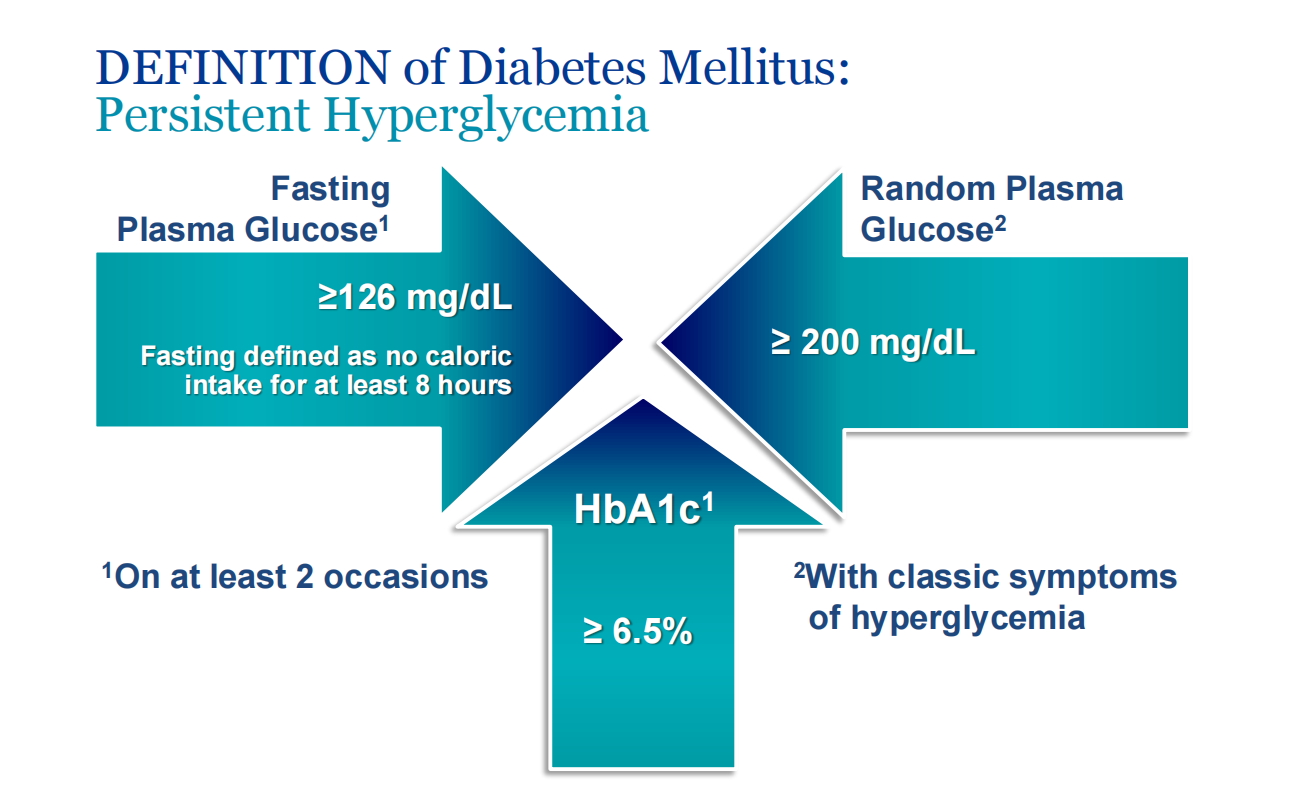 DEFINITION of Diabetes Mellitus:
Persistent Hyperglycemia
Fasting
Plasma Glucose¹
≥126 mg/dL
Fasting defined as no caloric
intake for at least 8 hours
Random Plasma
Glucose²
≥ 200 mg/dL
HbA1c¹
≥ 6.5%
¹On at least 2 occasions
²With classic symptoms
of hyperglycemia